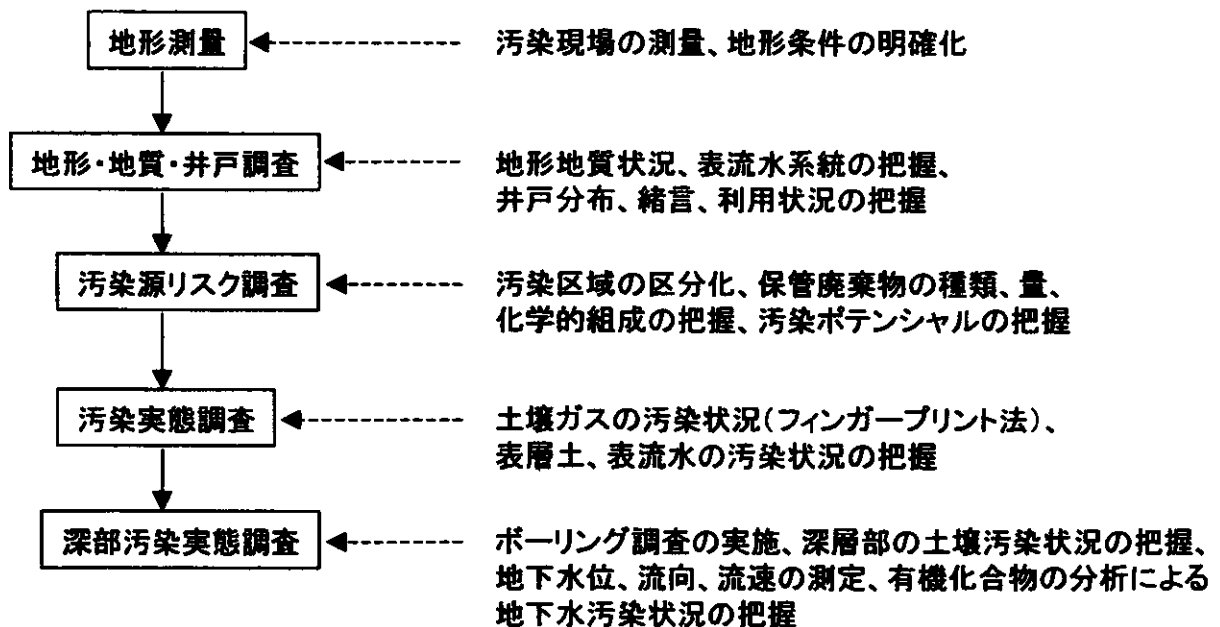 地形測量
汚染現場の測量、地形条件の明確化
地形・地質・井戸調査
地形地質状況、表流水系統の把握、
井戸分布、緒言、利用状況の把握
汚染源リスク調査
汚染区域の区分化、保管廃棄物の種類、量、
化学的組成の把握、汚染ポテンシャルの把握
汚染実態調査
土壌ガスの汚染状況(フィンガープリント法)、
表層土、表流水の汚染状況の把握
深部汚染実態調査
ボーリング調査の実施、深層部の土壌汚染状況の把握、
地下水位、流向、流速の測定、有機化合物の分析による
地下水汚染状況の把握